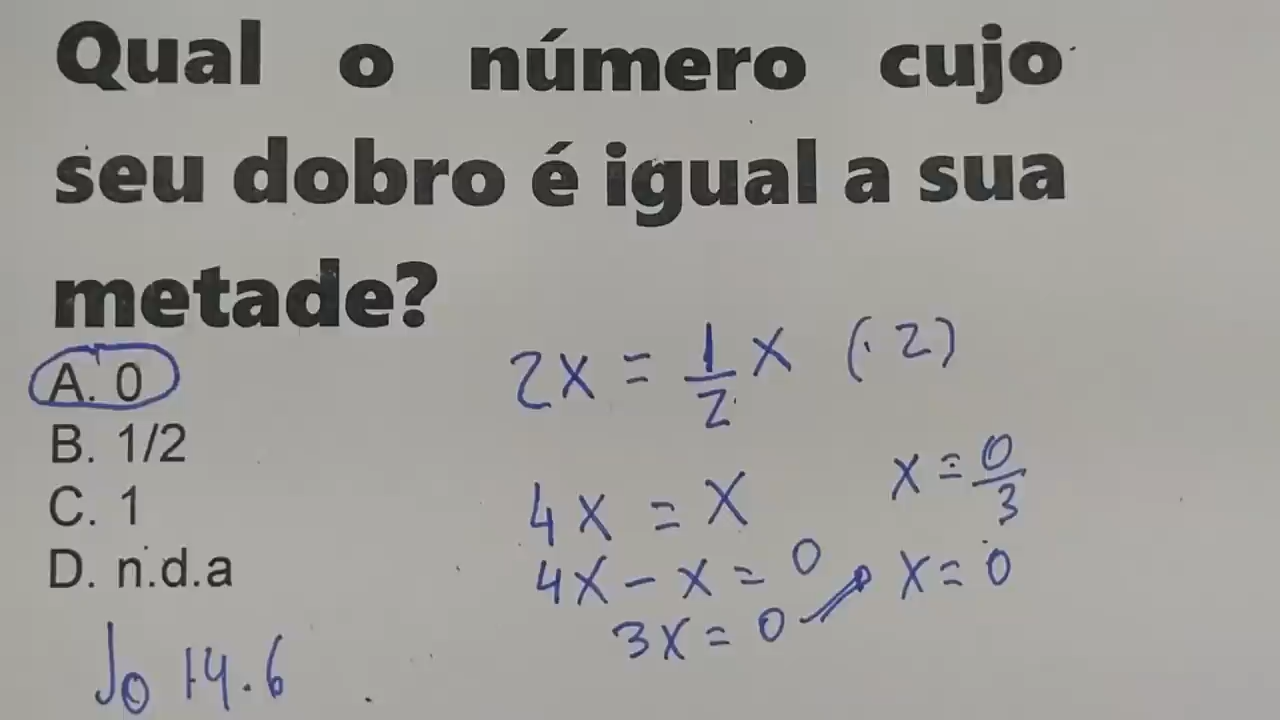 Qual o número cujo
seu dobro é igual a sua
metade?
A. 0
B. 1/2
C. 1
D. n.d.a
2x = 1/2 x (· 2)
4x = x
4x - x = 0
3x = 0
x = 0/3
x = 0
Jo 14.6